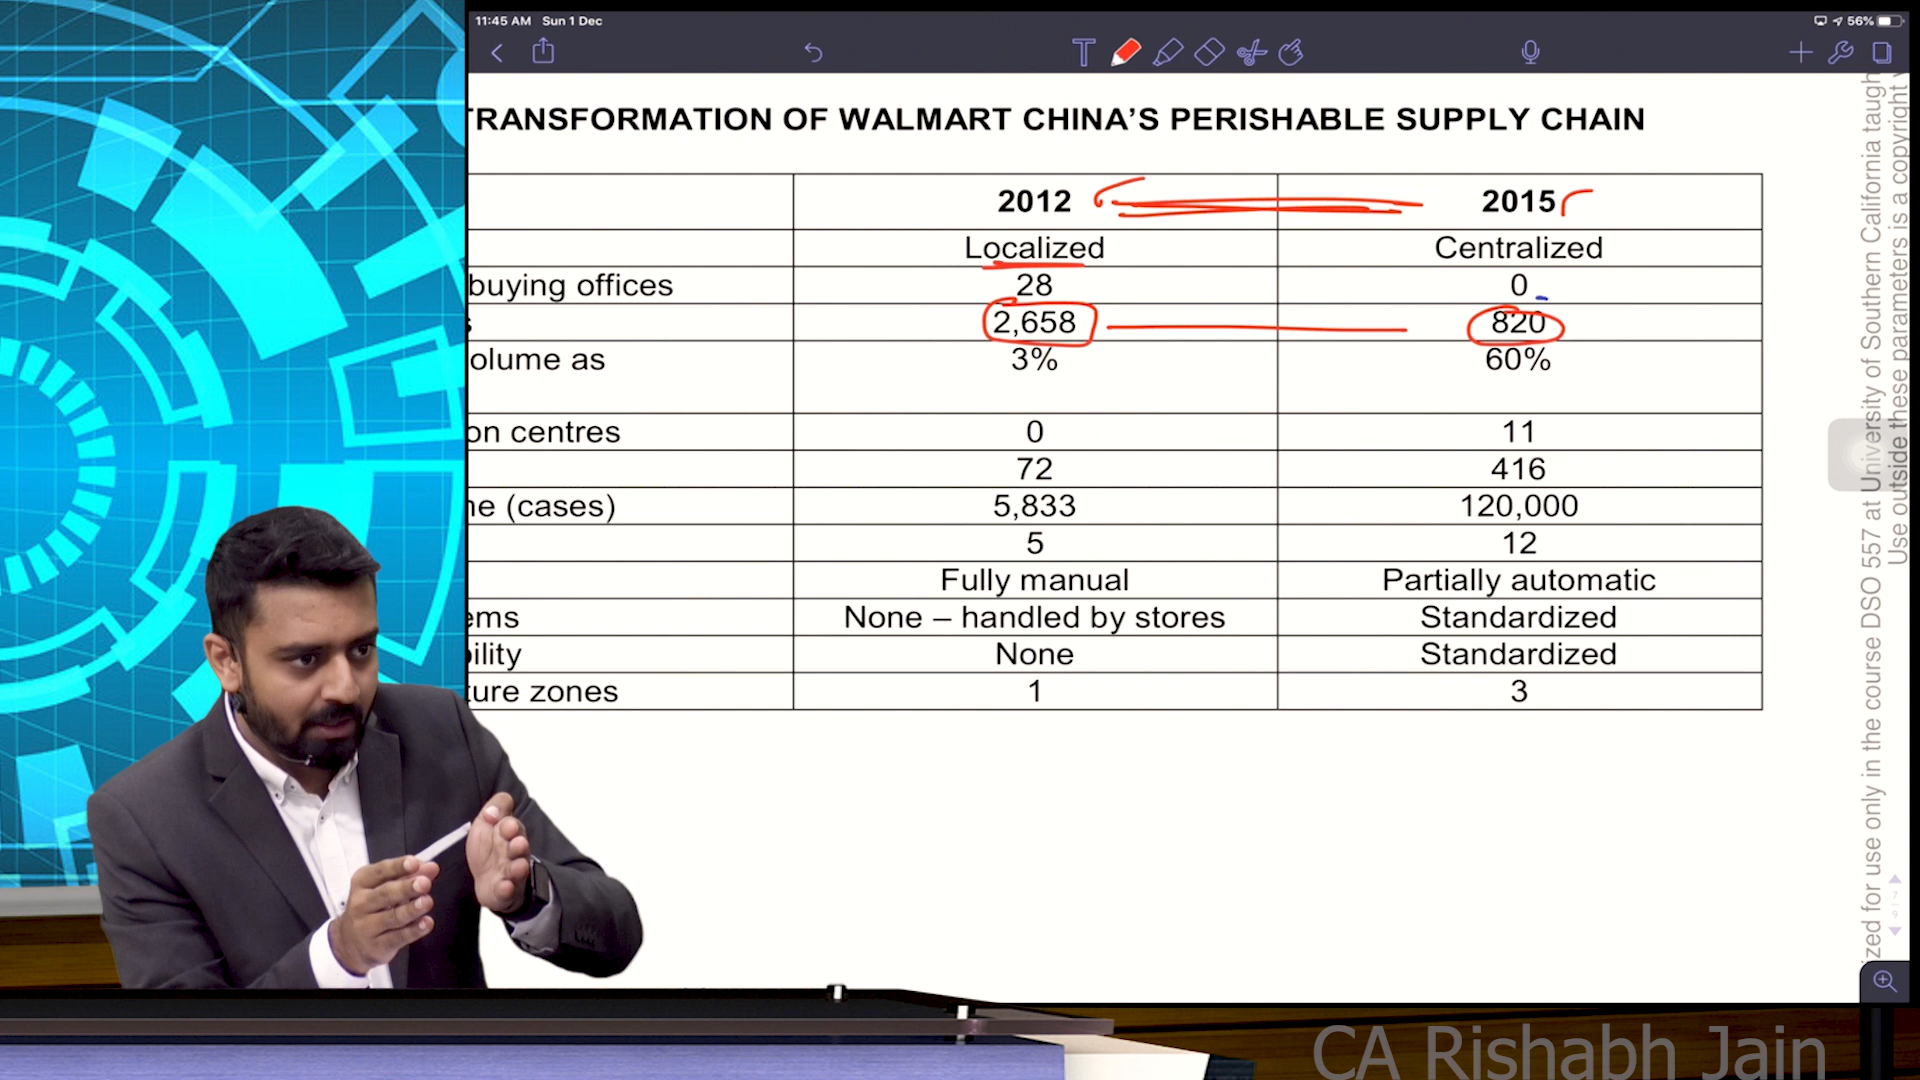 11:45 AM Sun 1 Dec
56%
TRANSFORMATION OF WALMART CHINA'S PERISHABLE SUPPLY CHAIN
2012 2015
Localized Centralized
buying offices 28 0
s 2,658 820
olume as 3% 60%
on centres 0 11
72 416
ne (cases) 5,833 120,000
5 12
Fully manual Partially automatic
ems None – handled by stores Standardized
bility None Standardized
ture zones 1 3
zed for use only in the course DSO 557 at University of Southern California taugh
Use outside these parameters is a copyright
CA Rishabh Jain